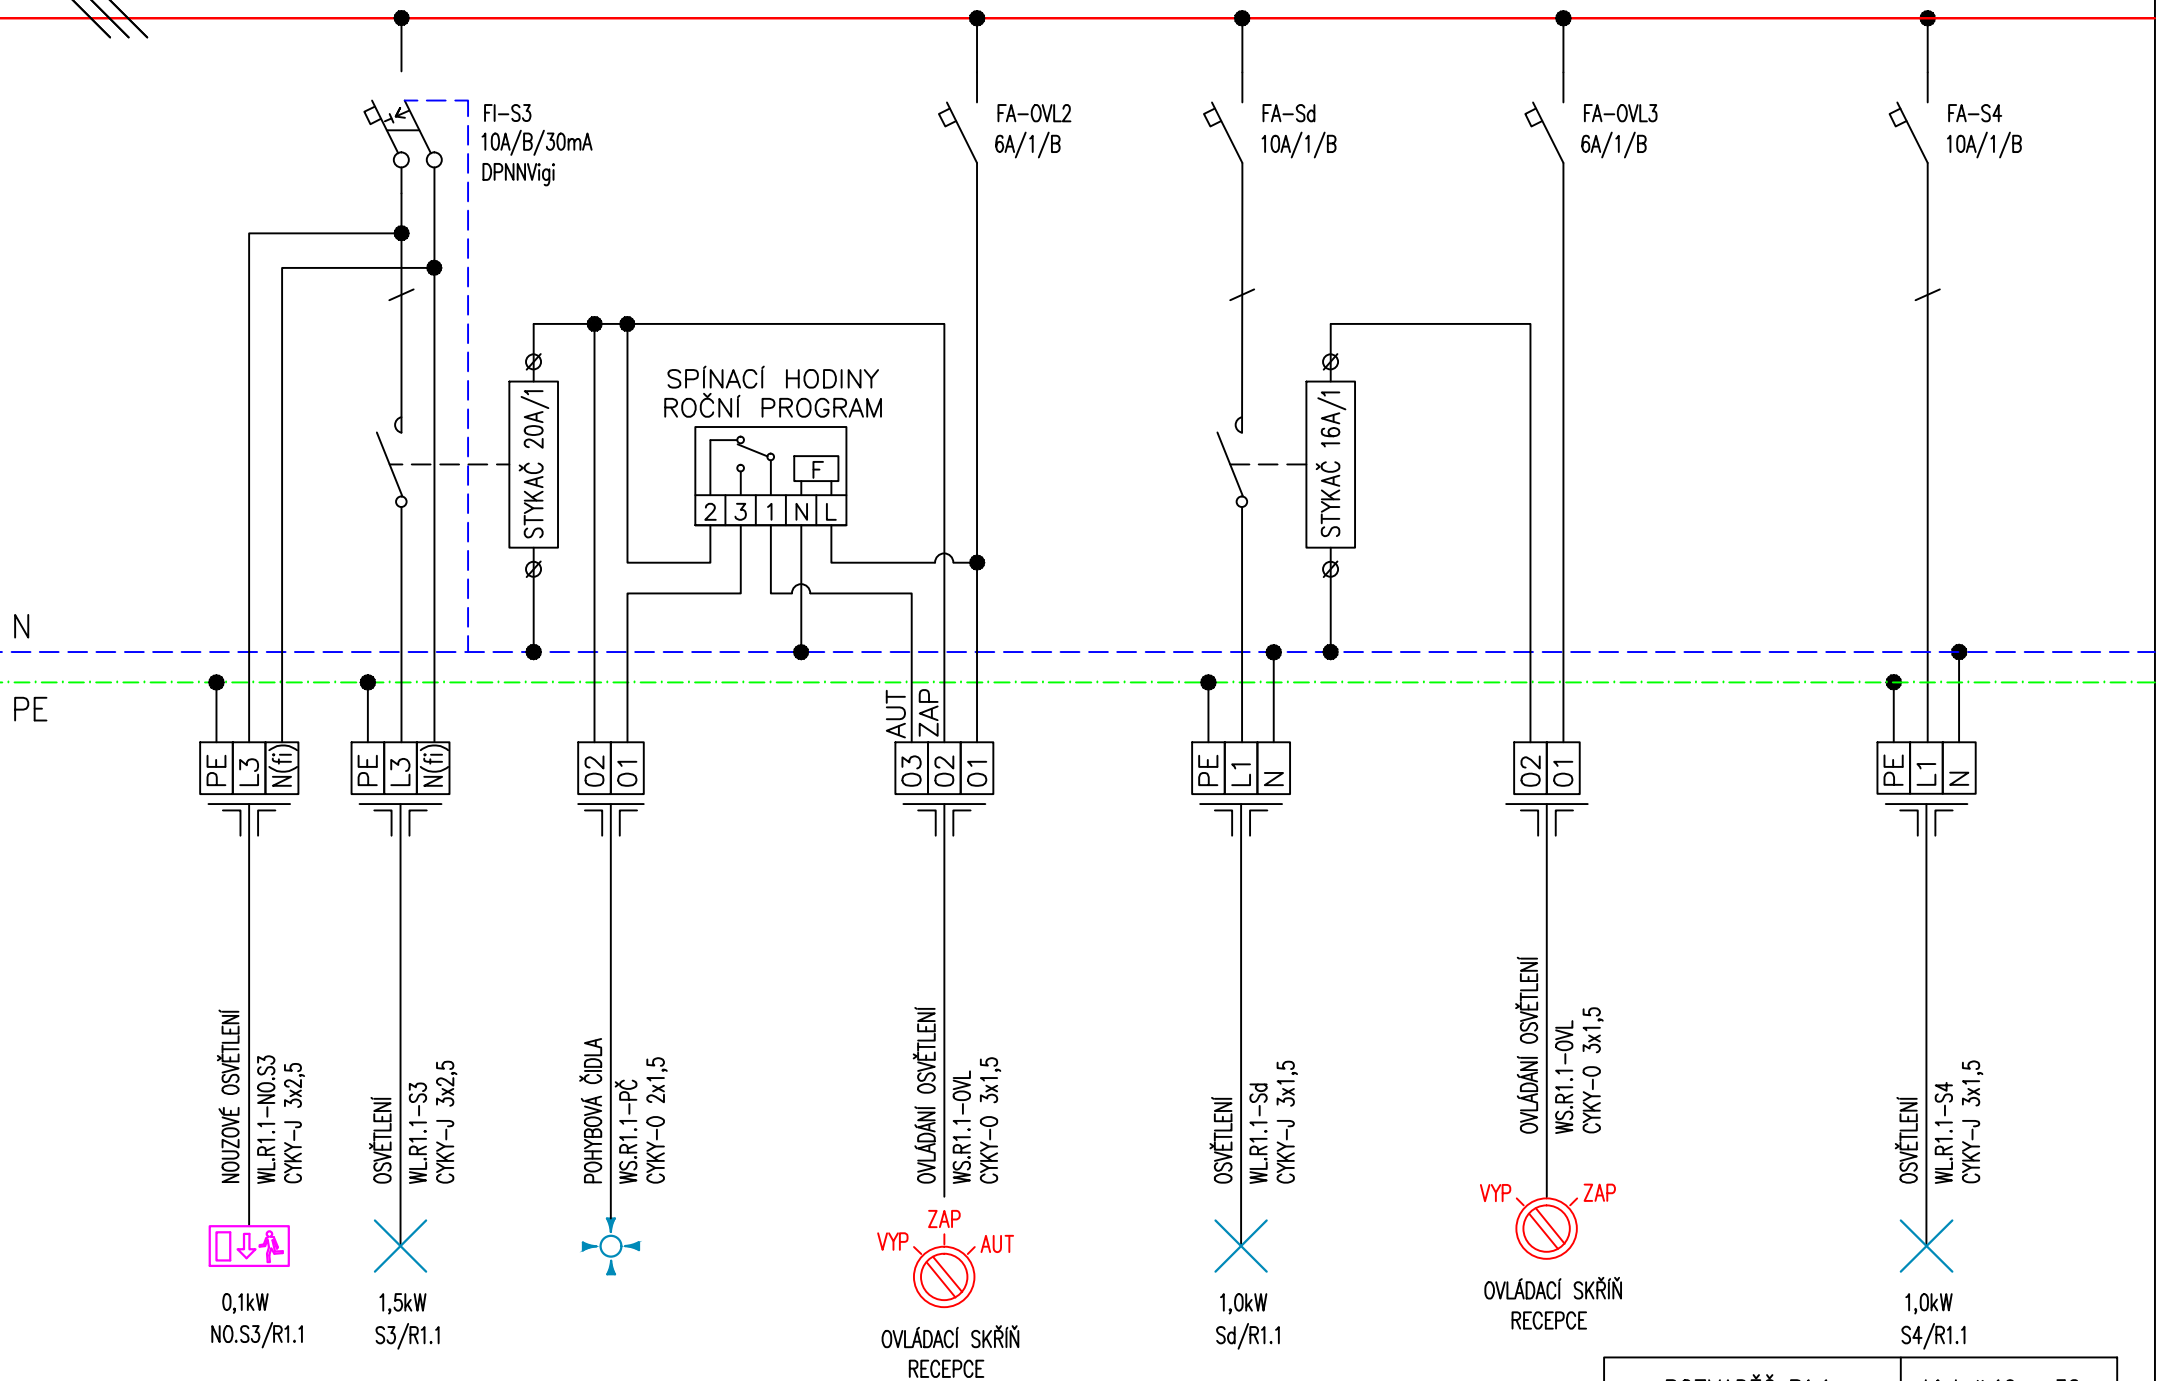 FI-S3
10A/B/30mA
DPNNVigi
FA-OVL2
6A/1/B
FA-Sd
10A/1/B
FA-OVL3
6A/1/B
FA-S4
10A/1/B
SPÍNACÍ HODINY
ROČNÍ PROGRAM
F
2 3 1 N L
STYKAČ 20A/1
STYKAČ 16A/1
N
PE
AUT
ZAP
PE L3 N(fi)
PE L3 N(fi)
02 01
03 02 01
PE L1 N
02 01
PE L1 N
NOUZOVÉ OSVĚTLENÍ
WL.R1.1-NO.S3
CYKY-J 3x2,5
OSVĚTLENÍ
WL.R1.1-S3
CYKY-J 3x2,5
POHYBOVÁ ČIDLA
WS.R1.1-PČ
CYKY-O 2x1,5
OVLÁDÁNÍ OSVĚTLENÍ
WS.R1.1-OVL
CYKY-O 3x1,5
OSVĚTLENÍ
WL.R1.1-Sd
CYKY-J 3x1,5
OVLÁDÁNÍ OSVĚTLENÍ
WS.R1.1-OVL
CYKY-O 3x1,5
OSVĚTLENÍ
WL.R1.1-S4
CYKY-J 3x1,5
0,1kW
NO.S3/R1.1
1,5kW
S3/R1.1
VYP ZAP AUT
OVLÁDACÍ SKŘÍŇ
RECEPCE
1,0kW
Sd/R1.1
VYP ZAP
OVLÁDACÍ SKŘÍŇ
RECEPCE
1,0kW
S4/R1.1